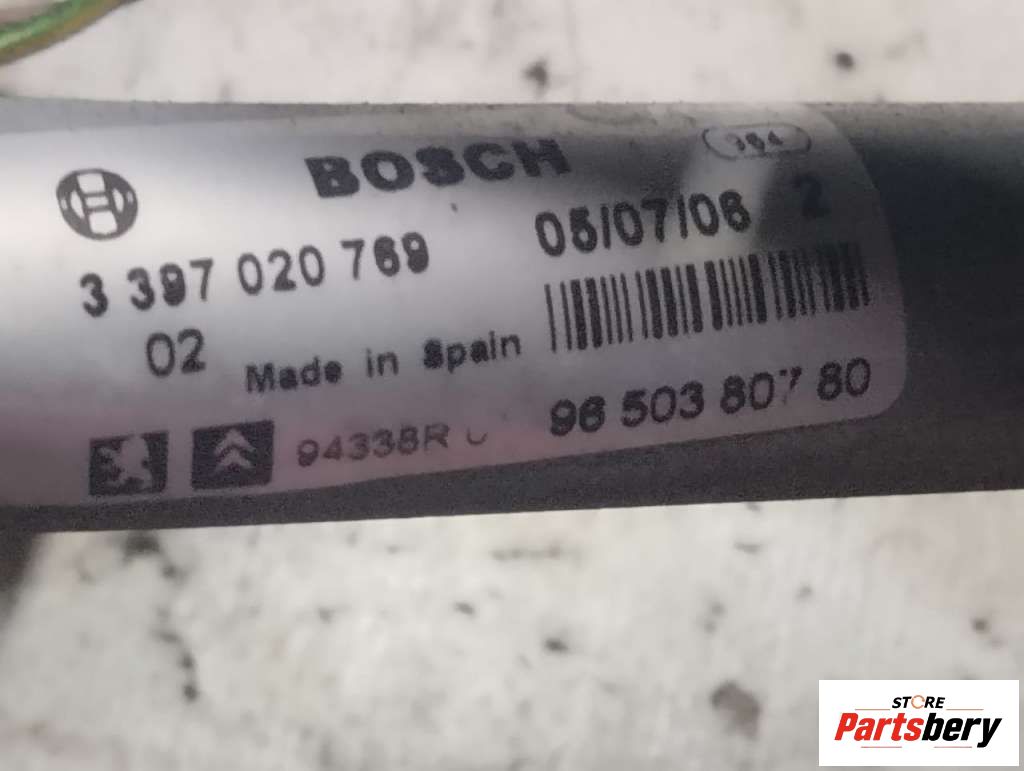 BOSCH
3 397 020 769
05/07/06 2
02
Made in Spain
96 503 807 80
STORE
Partsbery